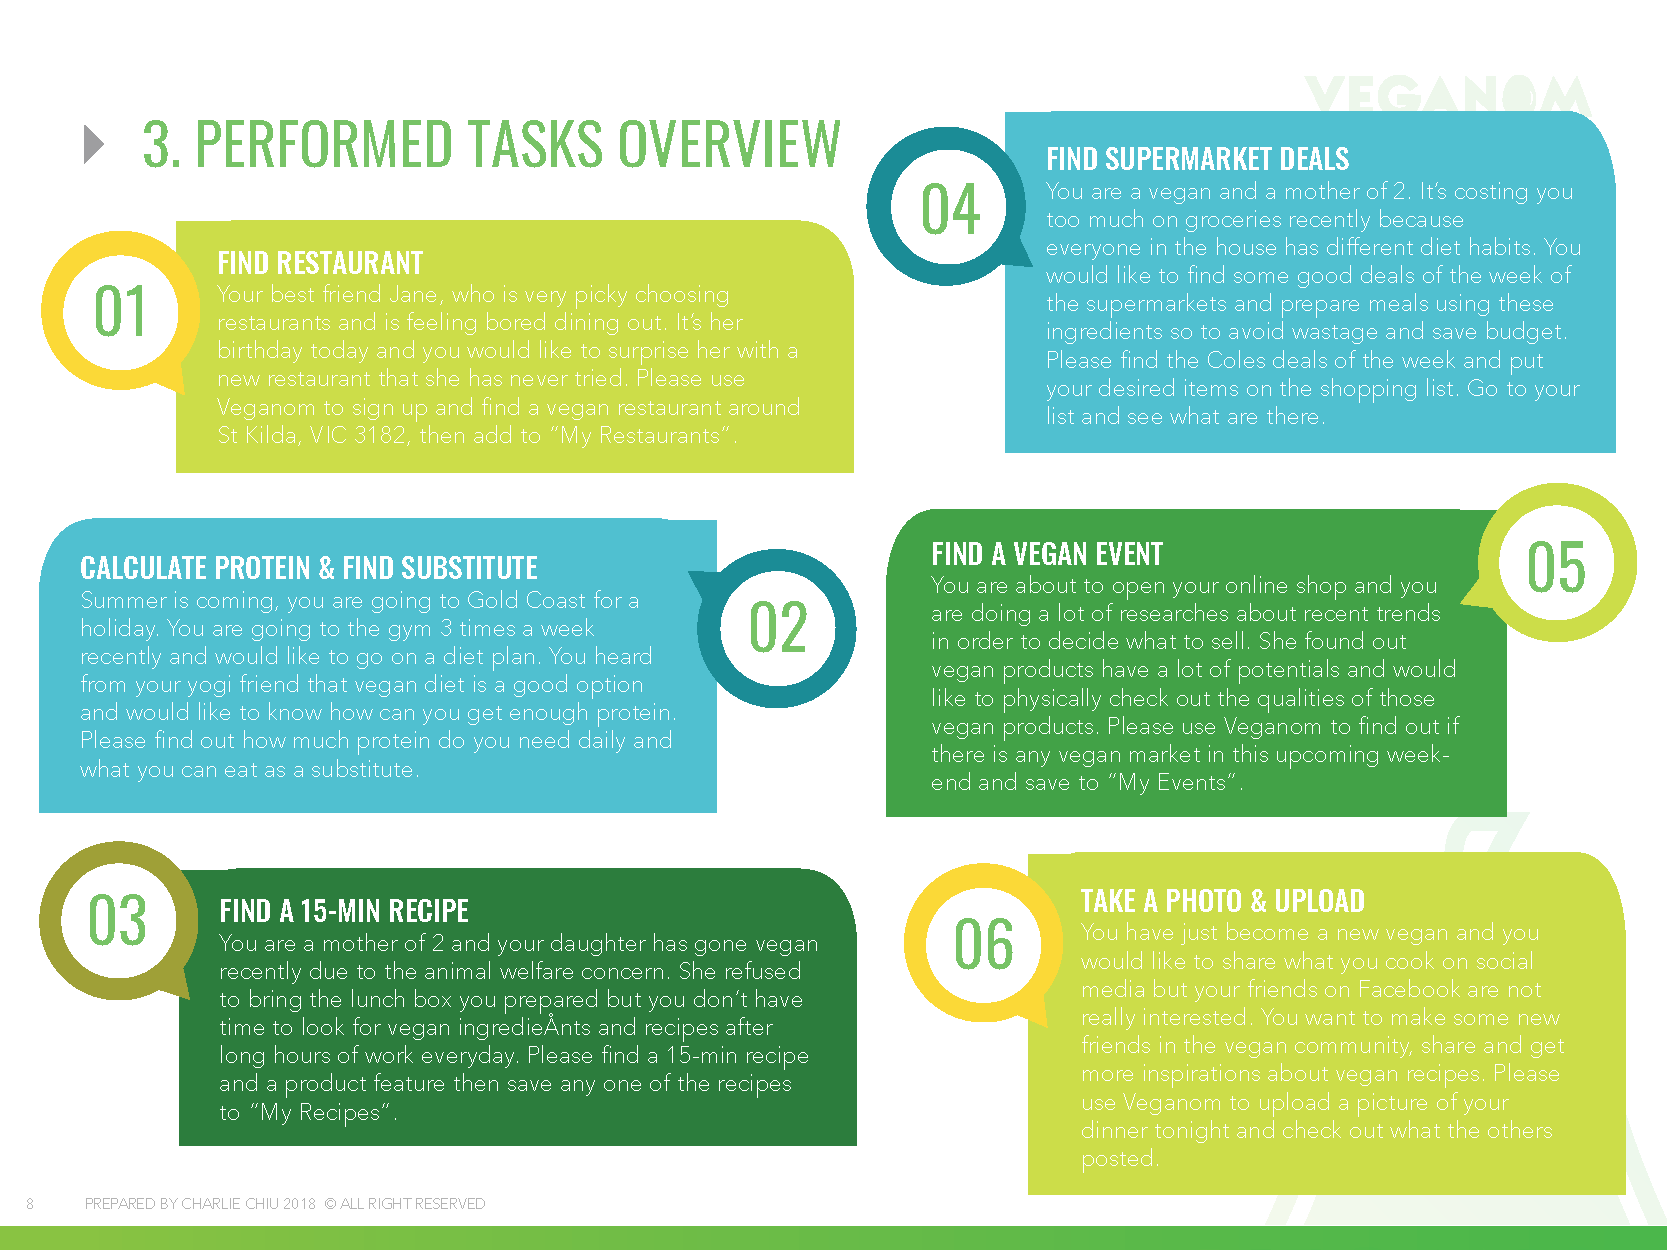 VEGANOM
3. PERFORMED TASKS OVERVIEW
01
FIND RESTAURANT
Your best friend Jane, who is very picky choosing
restaurants and is feeling bored dining out. It’s her
birthday today and you would like to surprise her with a
new restaurant that she has never tried. Please use
Veganom to sign up and find a vegan restaurant around
St Kilda, VIC 3182, then add to “My Restaurants”.
CALCULATE PROTEIN & FIND SUBSTITUTE
Summer is coming, you are going to Gold Coast for a
holiday. You are going to the gym 3 times a week
recently and would like to go on a diet plan. You heard
from your yogi friend that vegan diet is a good option
and would like to know how can you get enough protein.
Please find out how much protein do you need daily and
what you can eat as a substitute.
02
03
FIND A 15-MIN RECIPE
You are a mother of 2 and your daughter has gone vegan
recently due to the animal welfare concern. She refused
to bring the lunch box you prepared but you don’t have
time to look for vegan ingredieÅnts and recipes after
long hours of work everyday. Please find a 15-min recipe
and a product feature then save any one of the recipes
to “My Recipes”.
04
FIND SUPERMARKET DEALS
You are a vegan and a mother of 2. It’s costing you
too much on groceries recently because
everyone in the house has different diet habits. You
would like to find some good deals of the week of
the supermarkets and prepare meals using these
ingredients so to avoid wastage and save budget.
Please find the Coles deals of the week and put
your desired items on the shopping list. Go to your
list and see what are there.
FIND A VEGAN EVENT
You are about to open your online shop and you
are doing a lot of researches about recent trends
in order to decide what to sell. She found out
vegan products have a lot of potentials and would
like to physically check out the qualities of those
vegan products. Please use Veganom to find out if
there is any vegan market in this upcoming week-
end and save to “My Events”.
05
06
TAKE A PHOTO & UPLOAD
You have just become a new vegan and you
would like to share what you cook on social
media but your friends on Facebook are not
really interested. You want to make some new
friends in the vegan community, share and get
more inspirations about vegan recipes. Please
use Veganom to upload a picture of your
dinner tonight and check out what the others
posted.
8 PREPARED BY CHARLIE CHIU 2018 © ALL RIGHT RESERVED